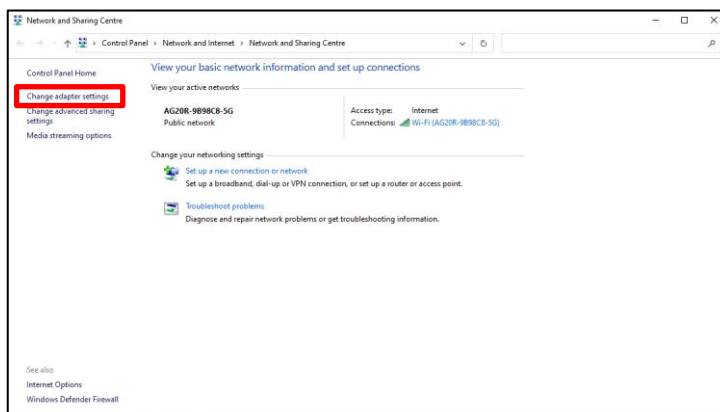 Network and Sharing Centre
Control Panel › Network and Internet › Network and Sharing Centre
Control Panel Home
Change adapter settings
Change advanced sharing
settings
Media streaming options
View your basic network information and set up connections
View your active networks
AG20R-9B98C8-5G
Public network
Access type: Internet
Connections: Wi-Fi (AG20R-9B98C8-5G)
Change your networking settings
Set up a new connection or network
Set up a broadband, dial-up or VPN connection, or set up a router or access point.
Troubleshoot problems
Diagnose and repair network problems or get troubleshooting information.
See also
Internet Options
Windows Defender Firewall